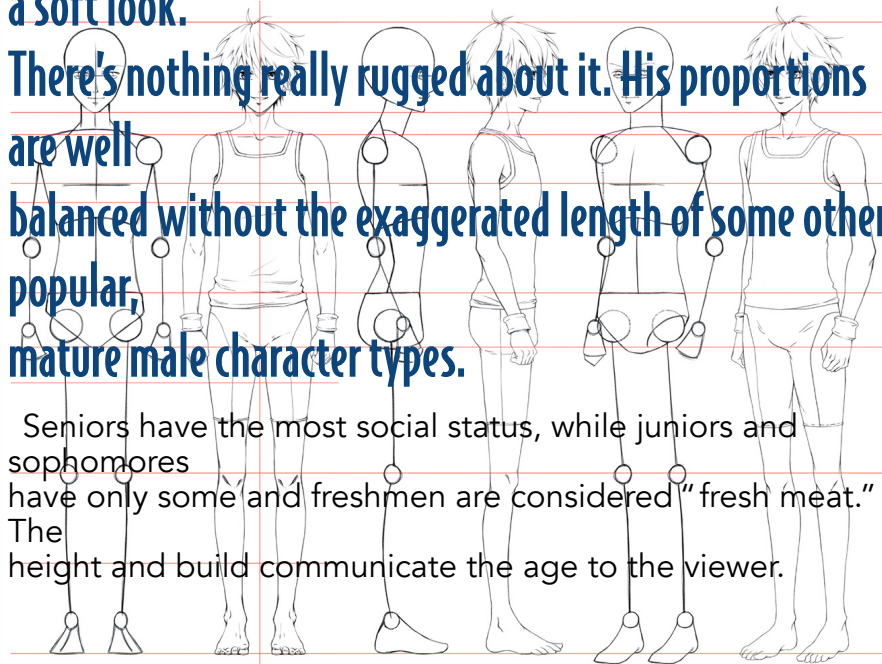 a soft look.
There's nothing really rugged about it. His proportions
are well
balanced without the exaggerated length of some other
popular,
mature male character types.
Seniors have the most social status, while juniors and
sophomores
have only some and freshmen are considered “fresh meat.”
The
height and build communicate the age to the viewer.